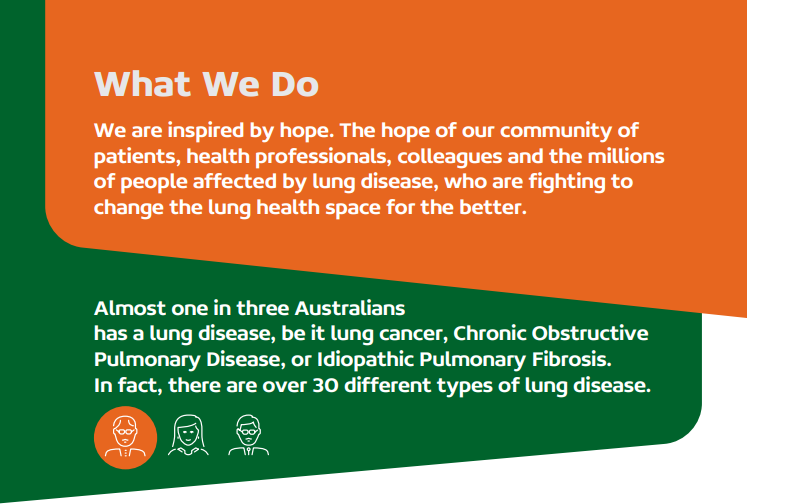 What We Do
We are inspired by hope. The hope of our community of
patients, health professionals, colleagues and the millions
of people affected by lung disease, who are fighting to
change the lung health space for the better.
Almost one in three Australians
has a lung disease, be it lung cancer, Chronic Obstructive
Pulmonary Disease, or Idiopathic Pulmonary Fibrosis.
In fact, there are over 30 different types of lung disease.